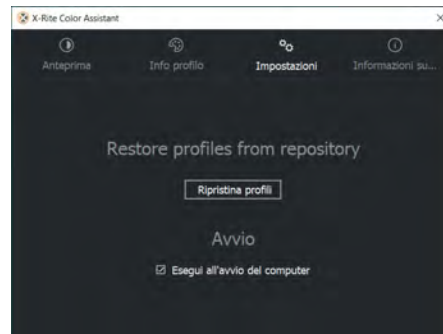 X-Rite Color Assistant
Anteprima Info profilo Impostazioni Informazioni su...
Restore profiles from repository
Ripristina profili
Avvio
Esegui all'avvio del computer